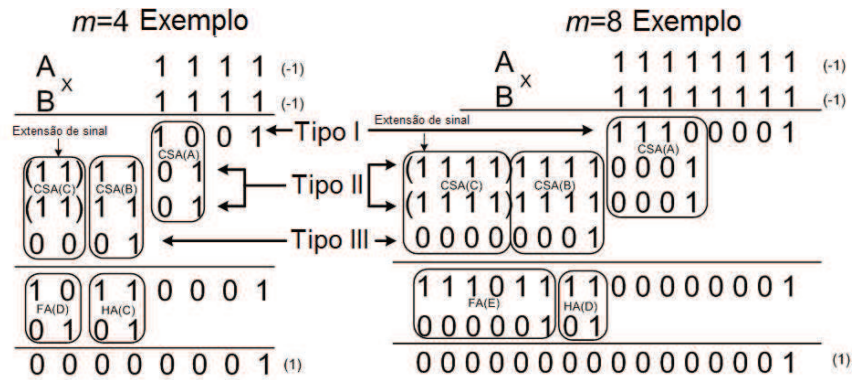 m=4 Exemplo
A x 1 1 1 1 (-1)
B 1 1 1 1 (-1)
1 0 0 1
CSA(A)
Extensão de sinal
(1 1) 1 1 0 1
CSA(C) CSA(B)
(1 1) 1 1 0 1
0 0 0 1
1 0 1 1 0 0 0 1
FA(D) HA(C)
0 1 0 1
0 0 0 0 0 0 0 1 (1)
Tipo I
Tipo II
Tipo III
m=8 Exemplo
A x 1 1 1 1 1 1 1 1 (-1)
B 1 1 1 1 1 1 1 1 (-1)
Extensão de sinal
1 1 1 0 0 0 0 1
CSA(A)
(1 1 1 1) 1 1 1 1 0 0 0 1
CSA(C) CSA(B)
(1 1 1 1) 1 1 1 1 0 0 0 1
0 0 0 0 0 0 0 1
1 1 1 0 1 1 1 1 0 0 0 0 0 0 0 1
FA(E) HA(D)
0 0 0 0 0 1 0 1
0 0 0 0 0 0 0 0 0 0 0 0 0 0 0 1 (1)